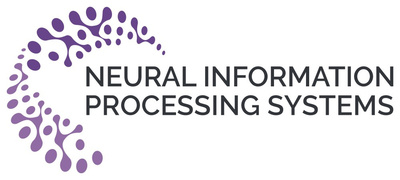 NEURAL INFORMATION
PROCESSING SYSTEMS